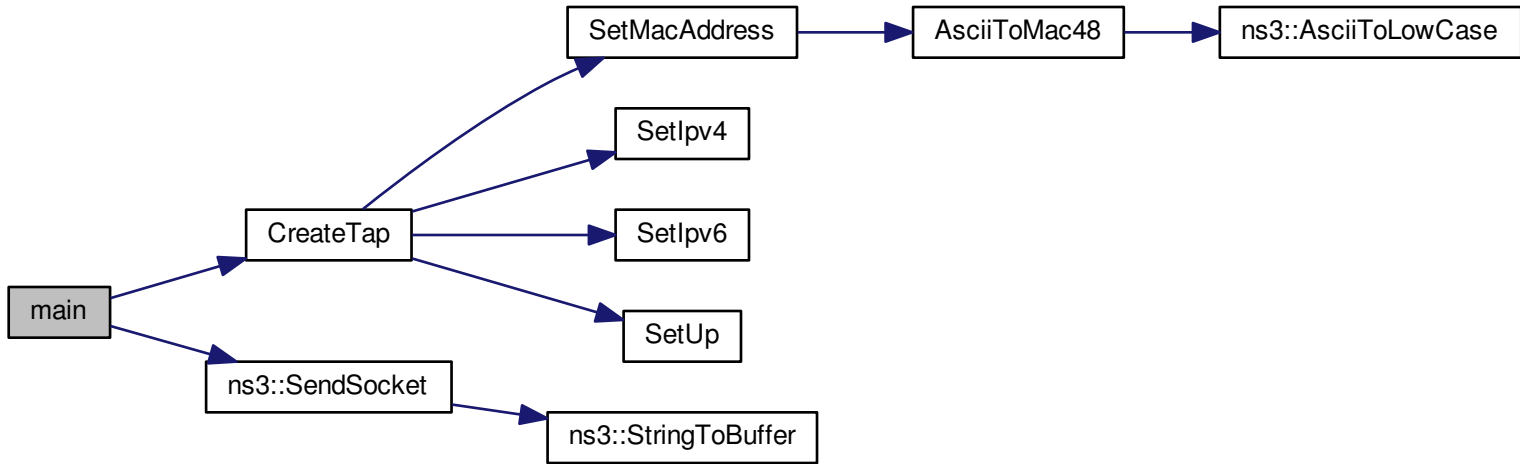 SetMacAddress
AsciiToMac48
ns3::AsciiToLowCase
SetIpv4
CreateTap
SetIpv6
main
SetUp
ns3::SendSocket
ns3::StringToBuffer